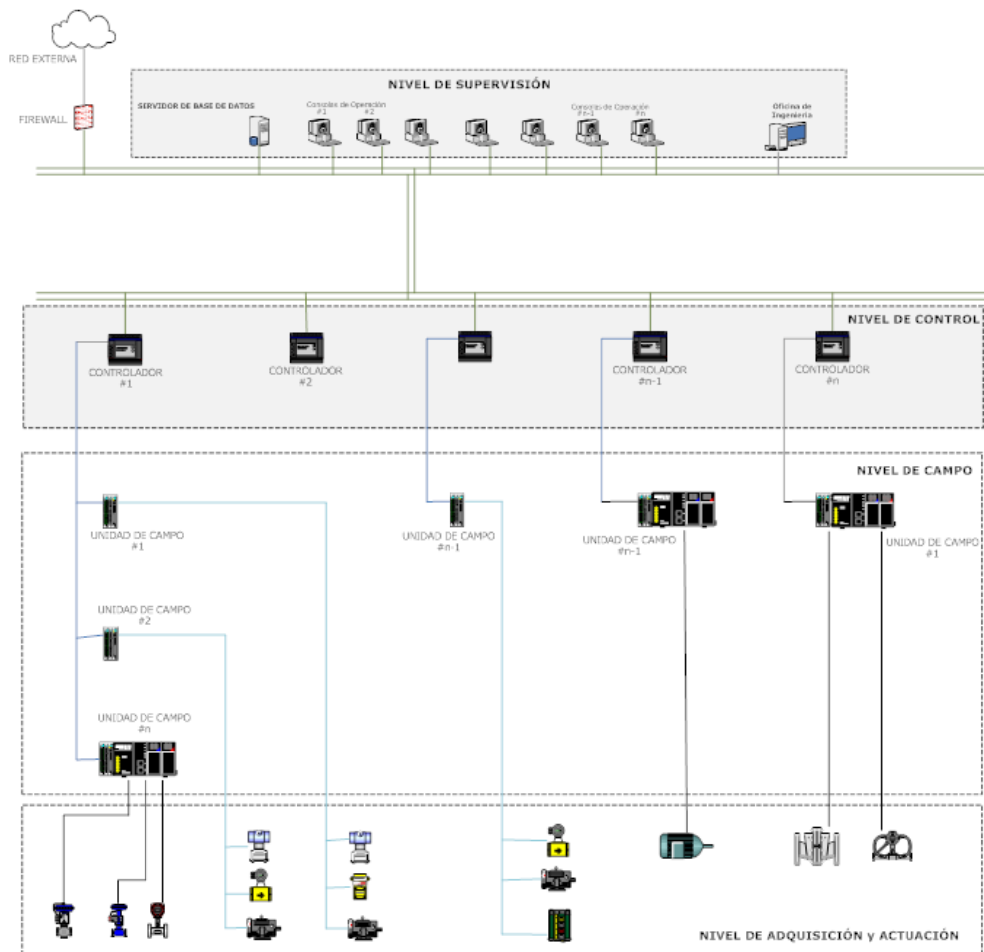 RED EXTERNA
FIREWALL
NIVEL DE SUPERVISIÓN
SERVIDOR DE BASE DE DATOS
Consolas de Operación
#1
#2
Consolas de Operación
#n-1
#n
Oficina de
Ingeniería
NIVEL DE CONTROL
CONTROLADOR
#1
CONTROLADOR
#2
CONTROLADOR
#n-1
CONTROLADOR
#n
NIVEL DE CAMPO
UNIDAD DE CAMPO
#1
UNIDAD DE CAMPO
#n-1
UNIDAD DE CAMPO
#n-1
UNIDAD DE CAMPO
#1
UNIDAD DE CAMPO
#2
UNIDAD DE CAMPO
#n
NIVEL DE ADQUISICIÓN y ACTUACIÓN